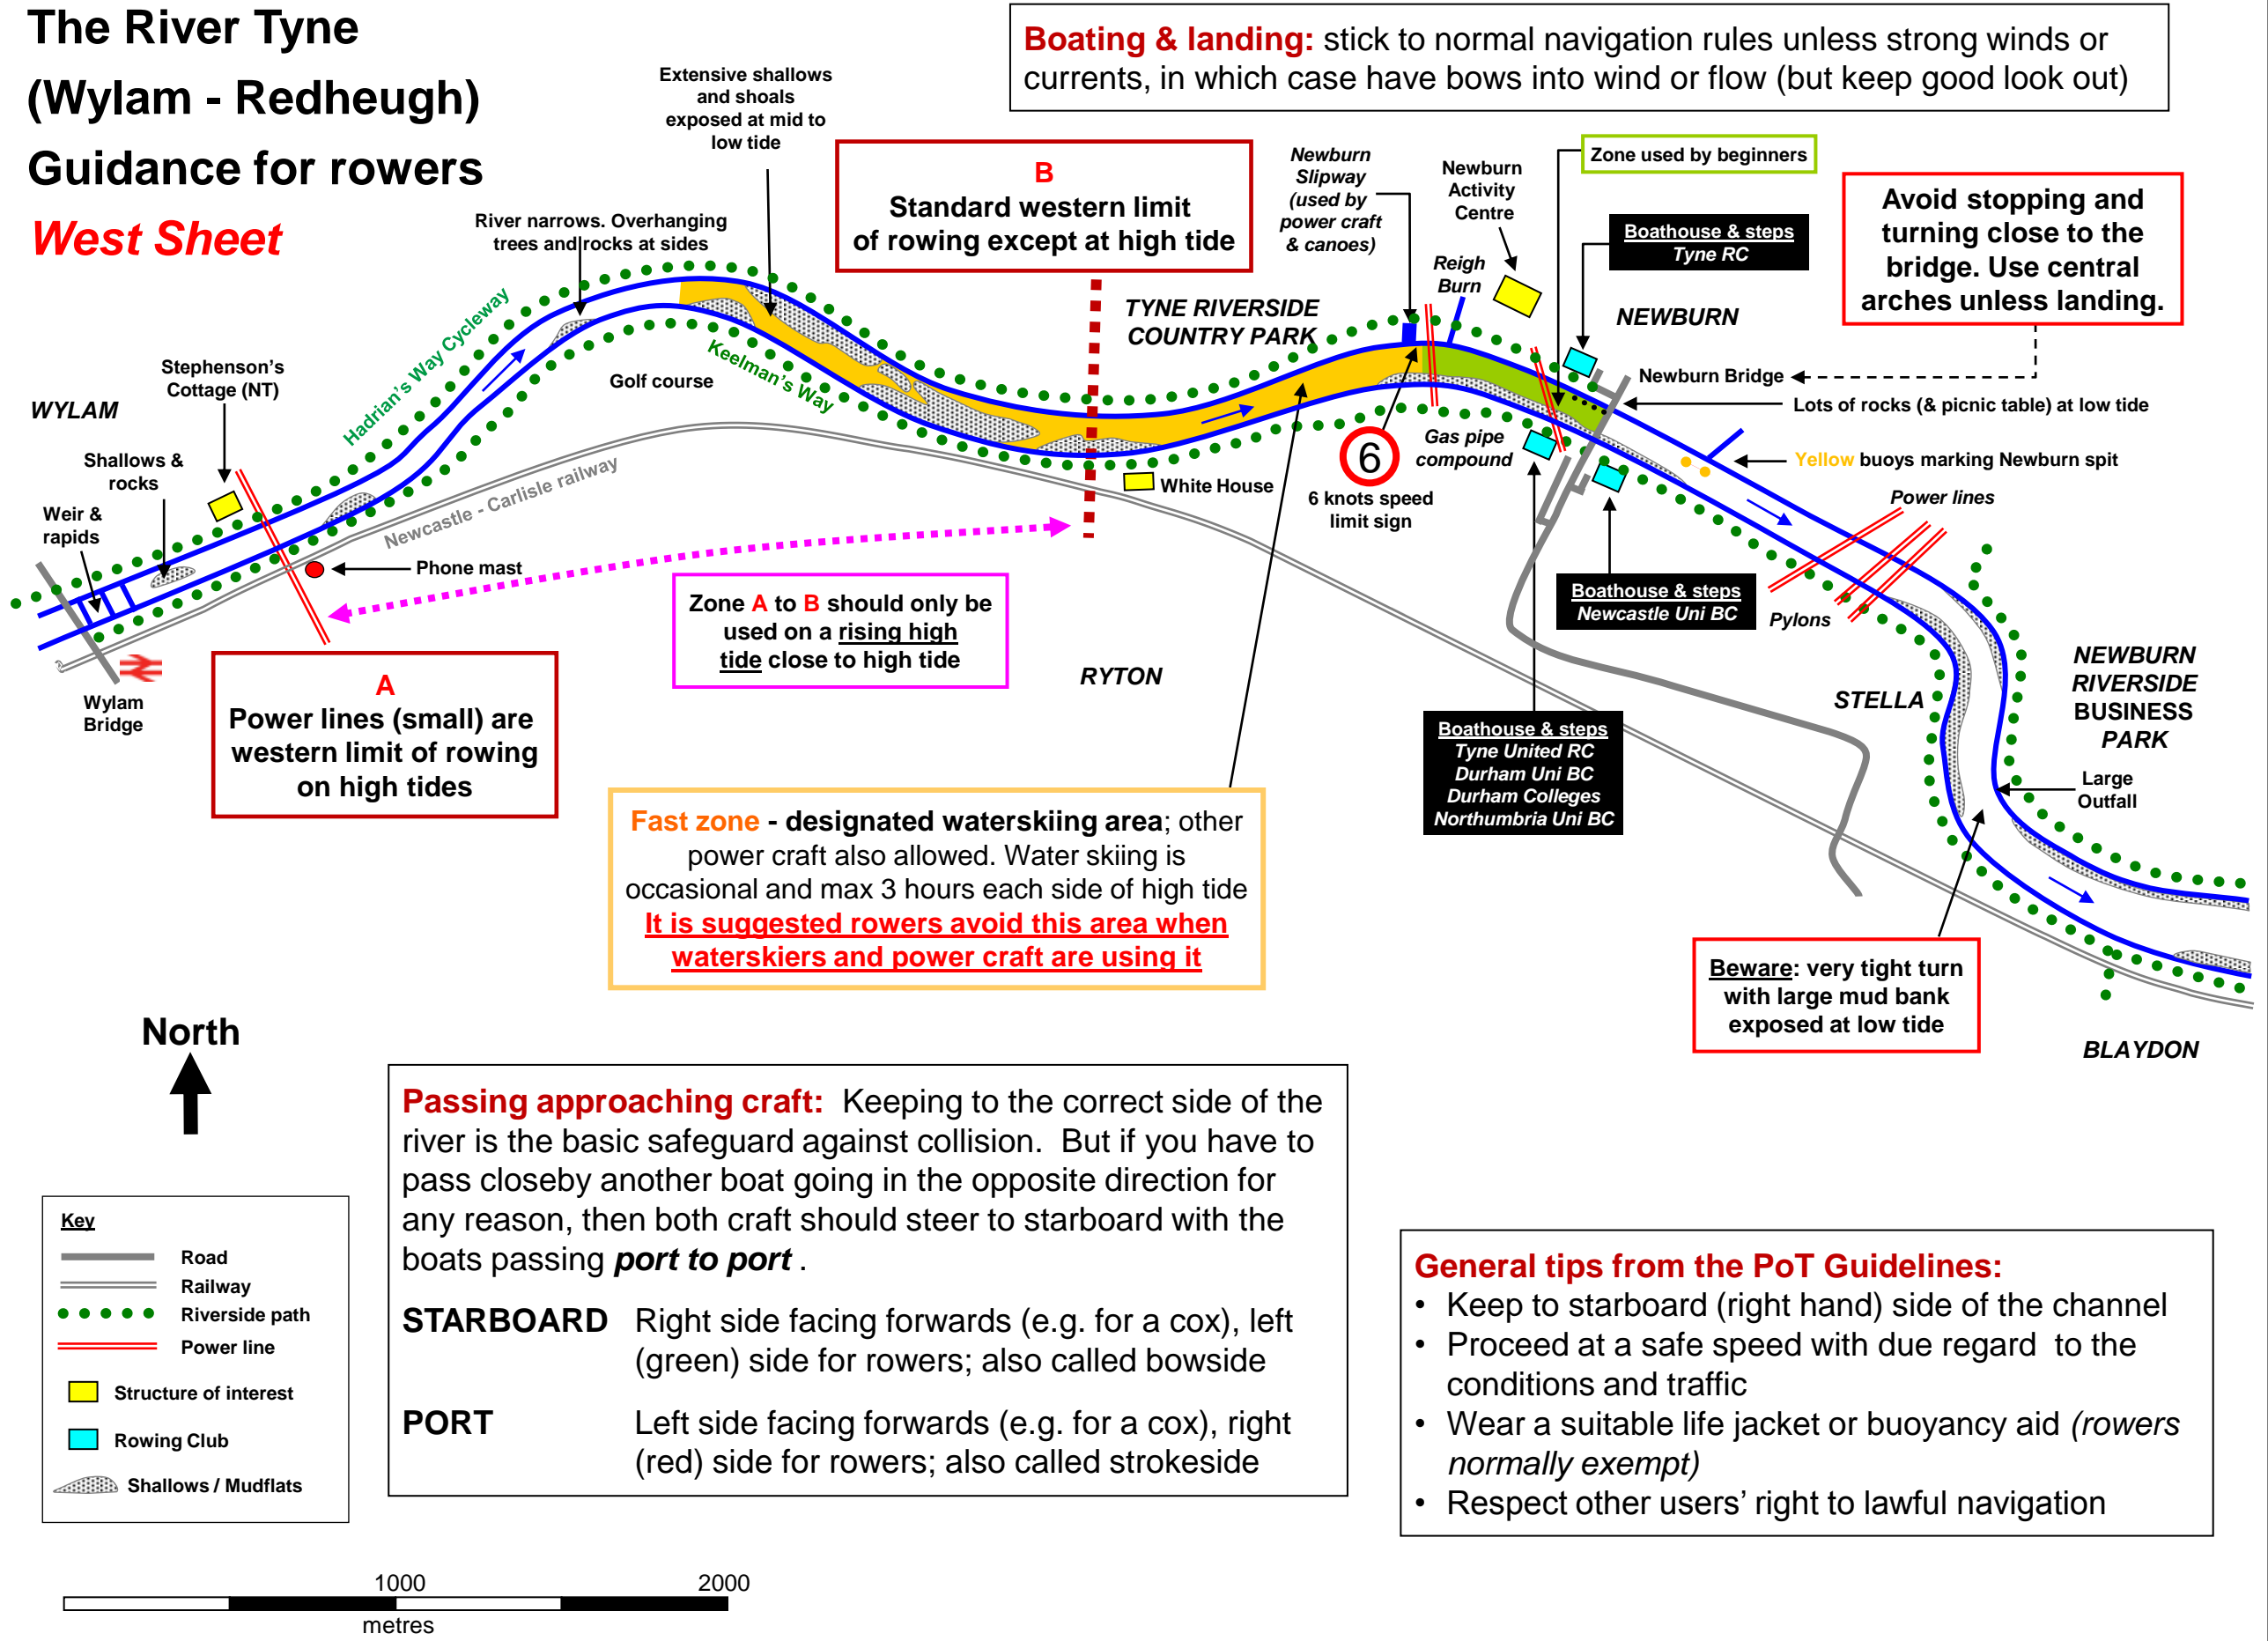 The River Tyne
(Wylam - Redheugh)
Guidance for rowers
West Sheet
Boating & landing: stick to normal navigation rules unless strong winds or
currents, in which case have bows into wind or flow (but keep good look out)
Extensive shallows
and shoals
exposed at mid to
low tide
River narrows. Overhanging
trees and rocks at sides
B
Standard western limit
of rowing except at high tide
Newburn
Slipway
(used by
power craft
& canoes)
Newburn
Activity
Centre
Reigh
Burn
Zone used by beginners
Boathouse & steps
Tyne RC
Avoid stopping and
turning close to the
bridge. Use central
arches unless landing.
TYNE RIVERSIDE
COUNTRY PARK
NEWBURN
Newburn Bridge
Lots of rocks (& picnic table) at low tide
Yellow buoys marking Newburn spit
Power lines
Hadrian's Way Cycleway
Keelman's Way
Golf course
Stephenson's
Cottage (NT)
WYLAM
Shallows &
rocks
Weir &
rapids
Newcastle - Carlisle railway
Phone mast
White House
6
6 knots speed
limit sign
Gas pipe
compound
Boathouse & steps
Newcastle Uni BC
Pylons
Zone A to B should only be
used on a rising high
tide close to high tide
RYTON
Wylam
Bridge
A
Power lines (small) are
western limit of rowing
on high tides
Boathouse & steps
Tyne United RC
Durham Uni BC
Durham Colleges
Northumbria Uni BC
STELLA
NEWBURN
RIVERSIDE
BUSINESS
PARK
Large
Outfall
Fast zone - designated waterskiing area; other
power craft also allowed. Water skiing is
occasional and max 3 hours each side of high tide
It is suggested rowers avoid this area when
waterskiers and power craft are using it
Beware: very tight turn
with large mud bank
exposed at low tide
BLAYDON
North
Passing approaching craft: Keeping to the correct side of the
river is the basic safeguard against collision. But if you have to
pass closeby another boat going in the opposite direction for
any reason, then both craft should steer to starboard with the
boats passing port to port .
STARBOARD Right side facing forwards (e.g. for a cox), left
(green) side for rowers; also called bowside
PORT Left side facing forwards (e.g. for a cox), right
(red) side for rowers; also called strokeside
General tips from the PoT Guidelines:
• Keep to starboard (right hand) side of the channel
• Proceed at a safe speed with due regard to the
conditions and traffic
• Wear a suitable life jacket or buoyancy aid (rowers
normally exempt)
• Respect other users' right to lawful navigation
Key
Road
Railway
Riverside path
Power line
Structure of interest
Rowing Club
Shallows / Mudflats
1000 2000
metres